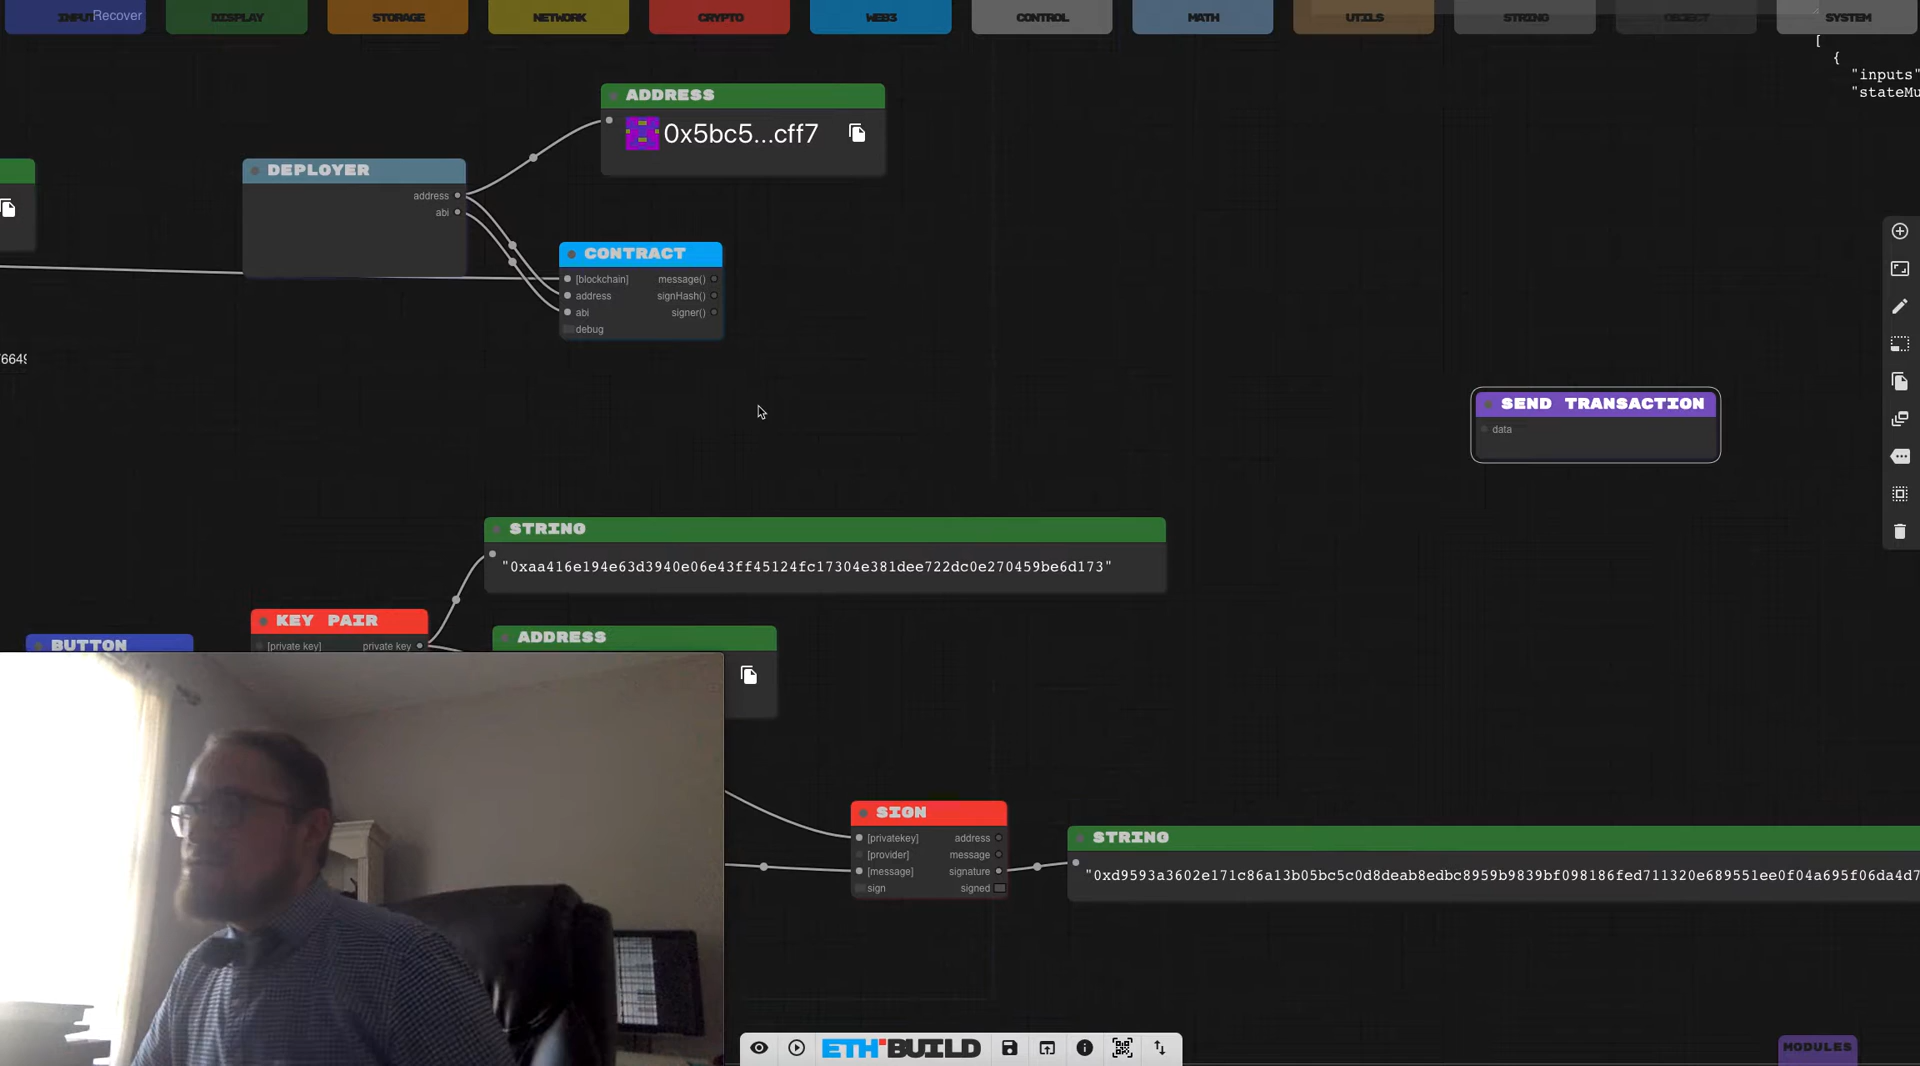 INPUT
Recover
DISPLAY
STORAGE
NETWORK
CRYPTO
WEB3
CONTROL
MATH
UTILS
STRING
OBJECT
SYSTEM
[
{
"inputs"
"stateMu
ADDRESS
0x5bc5...cff7
DEPLOYER
address
abi
CONTRACT
[blockchain] message()
address signHash()
abi signer()
debug
SEND TRANSACTION
data
STRING
"0xaa416e194e63d3940e06e43ff45124fc17304e381dee722dc0e270459be6d173"
KEY PAIR
[private key] private key
ADDRESS
BUTTON
SIGN
[privatekey] address
[provider] message
[message] signature
sign signed
STRING
"0xd9593a3602e171c86a13b05bc5c0d8deab8edbc8959b9839bf098186fed711320e689551ee0f04a695f06da4d7
ETH BUILD
MODULES